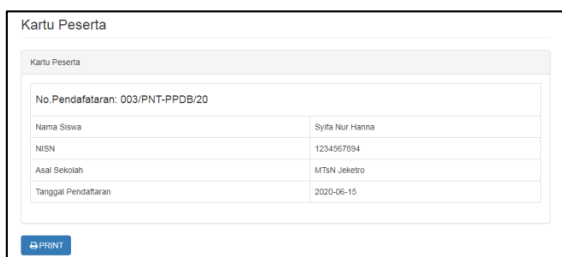 Kartu Peserta
Kartu Peserta
No.Pendafataran: 003/PNT-PPDB/20
Nama Siswa Syifa Nur Hanna
NISN 1234567894
Asal Sekolah MTsN Jeketro
Tanggal Pendaftaran 2020-06-15
PRINT